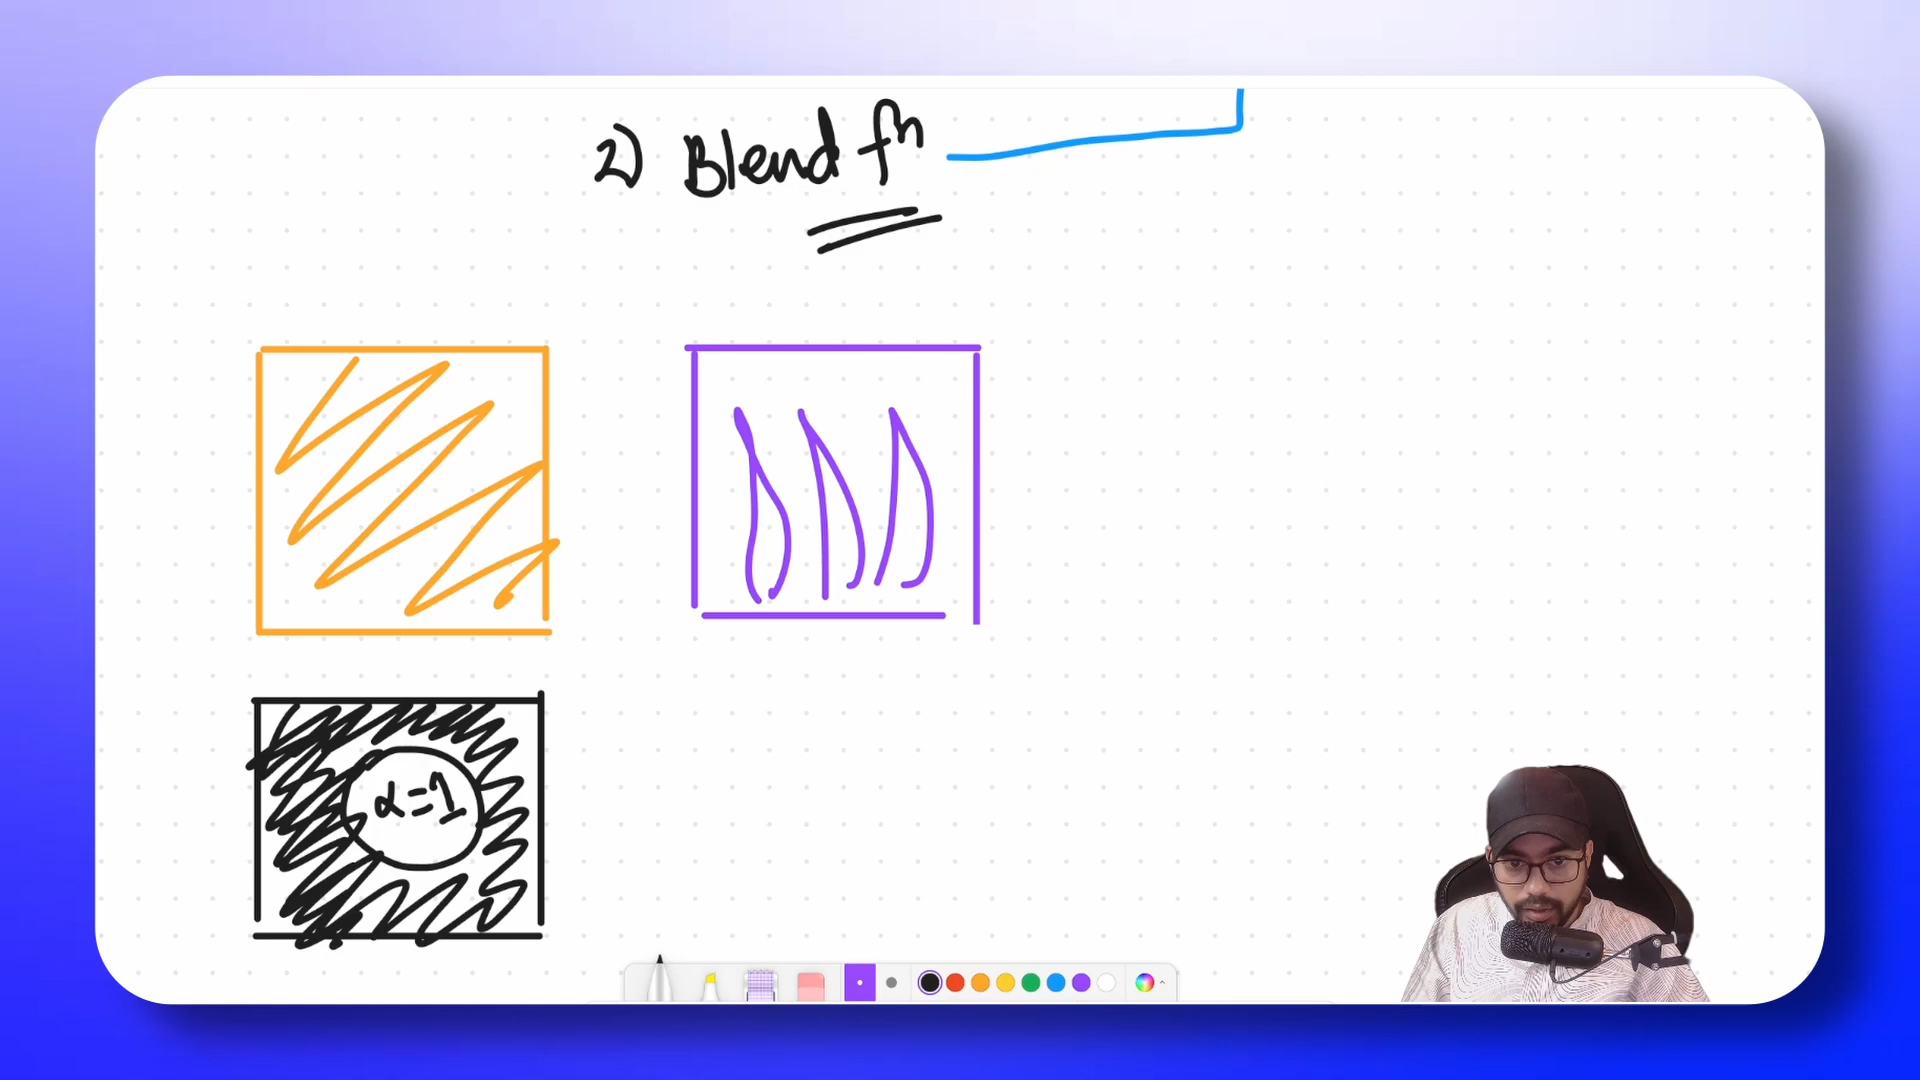 2) Blend fn
α=1